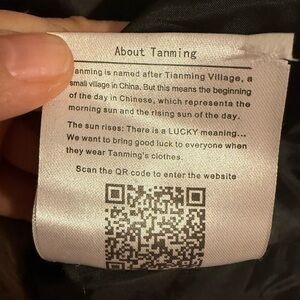 About Tanming
Tanming is named after Tianming Village, a
small village in China. But this means the beginning
of the day in Chinese, which represents the
morning sun and the rising sun of the day.
The sun rises: There is a LUCKY meaning...
We want to bring good luck to everyone when
they wear Tanming's clothes.
Scan the QR code to enter the website